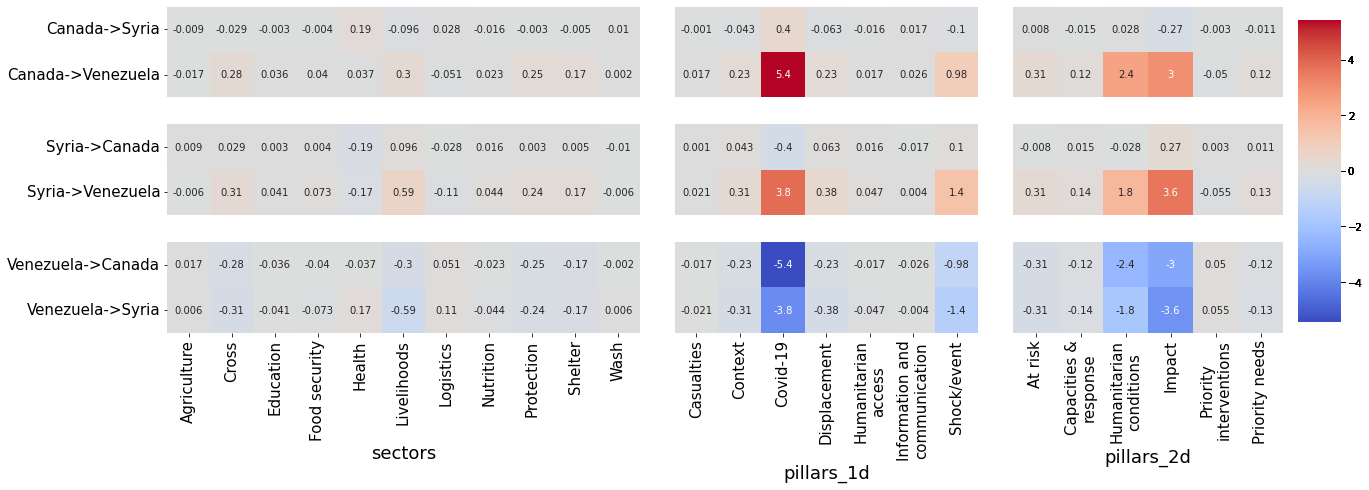 Canada->Syria -0.009 -0.029 -0.003 -0.004 0.19 -0.096 0.028 -0.016 -0.003 -0.005 0.01 -0.001 -0.043 0.4 -0.063 -0.016 0.017 -0.1 0.008 -0.015 0.028 -0.27 -0.003 -0.011
Canada->Venezuela -0.017 0.28 0.036 0.04 0.037 0.3 -0.051 0.023 0.25 0.17 0.002 0.017 0.23 5.4 0.23 0.017 0.026 0.98 0.31 0.12 2.4 3 -0.05 0.12
Syria->Canada 0.009 0.029 0.003 0.004 -0.19 0.096 -0.028 0.016 0.003 0.005 -0.01 0.001 0.043 -0.4 0.063 0.016 -0.017 0.1 -0.008 0.015 -0.028 0.27 0.003 0.011
Syria->Venezuela -0.006 0.31 0.041 0.073 -0.17 0.59 -0.11 0.044 0.24 0.17 -0.006 0.021 0.31 3.8 0.38 0.047 0.004 1.4 0.31 0.14 1.8 3.6 -0.055 0.13
Venezuela->Canada 0.017 -0.28 -0.036 -0.04 -0.037 -0.3 0.051 -0.023 -0.25 -0.17 -0.002 -0.017 -0.23 -5.4 -0.23 -0.017 -0.026 -0.98 -0.31 -0.12 -2.4 -3 0.05 -0.12
Venezuela->Syria 0.006 -0.31 -0.041 -0.073 0.17 -0.59 0.11 -0.044 -0.24 -0.17 0.006 -0.021 -0.31 -3.8 -0.38 -0.047 -0.004 -1.4 -0.31 -0.14 -1.8 -3.6 0.055 -0.13
Agriculture
Cross
Education
Food security
Health
Livelihoods
Logistics
Nutrition
Protection
Shelter
Wash
sectors
Casualties
Context
Covid-19
Displacement
Humanitarian
access
Information and
communication
Shock/event
pillars_1d
At risk
Capacities &
response
Humanitarian
conditions
Impact
Priority
interventions
Priority needs
pillars_2d
4
2
0
−2
−4